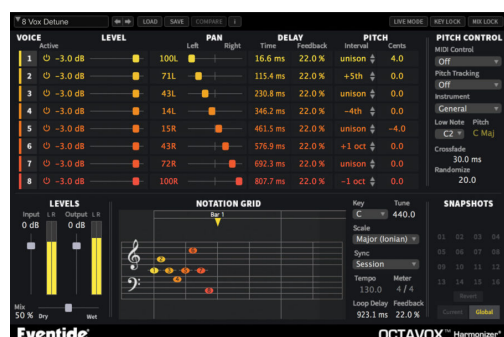 8 Vox Detune LOAD SAVE COMPARE i LIVE MODE KEY LOCK MIX LOCK
VOICE LEVEL PAN DELAY PITCH PITCH CONTROL
Active Left Right Time Feedback Interval Cents
MIDI Control
Off
1 -3.0 dB 100L 16.6 ms 22.0 % unison 4.0
2 -3.0 dB 71L 115.4 ms 22.0 % +5th 0.0
Pitch Tracking
Off
3 -3.0 dB 43L 230.8 ms 22.0 % unison 0.0
Instrument
General
4 -3.0 dB 14L 346.2 ms 22.0 % -4th 0.0
Low Note Pitch
C2 C Maj
5 -3.0 dB 15R 461.5 ms 22.0 % unison -4.0
6 -3.0 dB 43R 576.9 ms 22.0 % +1 oct 0.0
Crossfade
30.0 ms
7 -3.0 dB 72R 692.3 ms 22.0 % unison 0.0
Randomize
20.0
8 -3.0 dB 100R 807.7 ms 22.0 % -1 oct 0.0
LEVELS NOTATION GRID Key Tune SNAPSHOTS
Input L R Output L R Bar 1 C 440.0
0 dB 0 dB
Scale
Major (Ionian)
01 02 03 04
Sync
05 06 07 08
Session
09 10 11 12
Tempo Meter
13 14 15 16
130.0 4 / 4
Revert
Mix
50 % Dry Wet
Loop Delay Feedback
923.1 ms 22.0 %
Current Global
Eventide OCTAVOX™ Harmonizer®